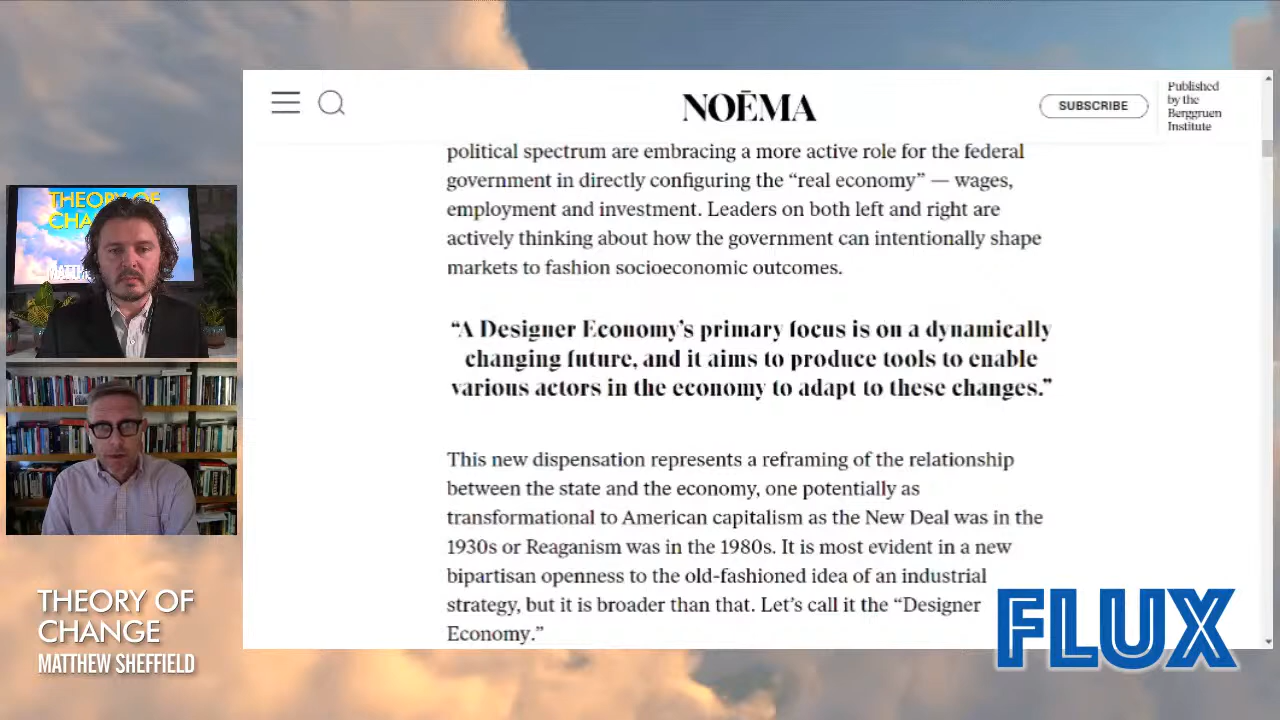 NOĒMA
SUBSCRIBE
Published
by the
Berggruen
Institute
political spectrum are embracing a more active role for the federal
government in directly configuring the “real economy” — wages,
employment and investment. Leaders on both left and right are
actively thinking about how the government can intentionally shape
markets to fashion socioeconomic outcomes.
“A Designer Economy’s primary focus is on a dynamically
changing future, and it aims to produce tools to enable
various actors in the economy to adapt to these changes.”
This new dispensation represents a reframing of the relationship
between the state and the economy, one potentially as
transformational to American capitalism as the New Deal was in the
1930s or Reaganism was in the 1980s. It is most evident in a new
bipartisan openness to the old-fashioned idea of an industrial
strategy, but it is broader than that. Let’s call it the “Designer
Economy.”
THEORY OF
THEORY OF
CHANGE
MATTHEW SHEFFIELD
FLUX